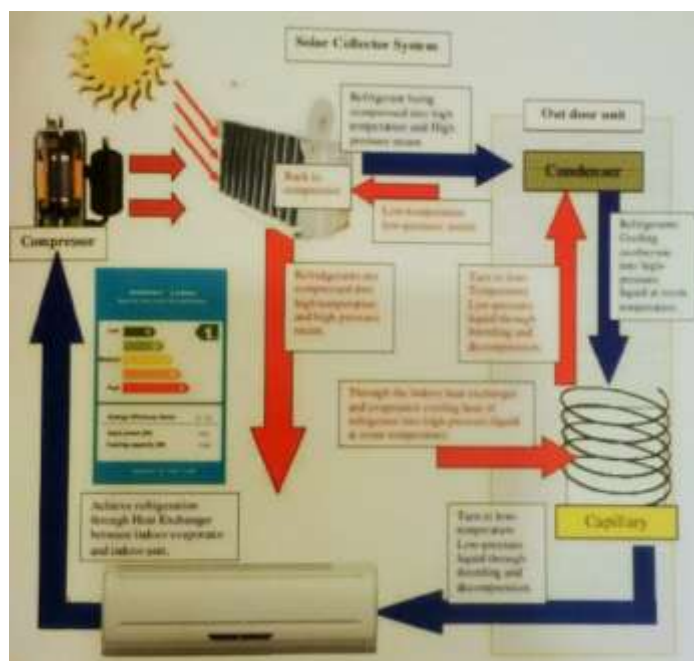 Solar Collector System
Refrigerant being
compressed into high
temperature and High
pressure steam
Out door unit
Condenser
Back to
compressor
Low-temperature
low-pressure steam
Compressor
Refrigerants
Cooling
into high-
pressure
liquid at room
temperature
compressed into
high temperature
and high pressure
steam
Turn to low-
Temperature
Low-pressure
liquid through
throttling and
decompression
Through the indoor heat exchanger
and evaporator cooling heat of
refrigerant into high pressure liquid
at room temperature
1
Achieve refrigeration
through Heat Exchanger
between indoor evaporator
and indoor unit.
Turn to low-
temperature
Low-pressure
liquid through
throttling and
decompression
Capillary